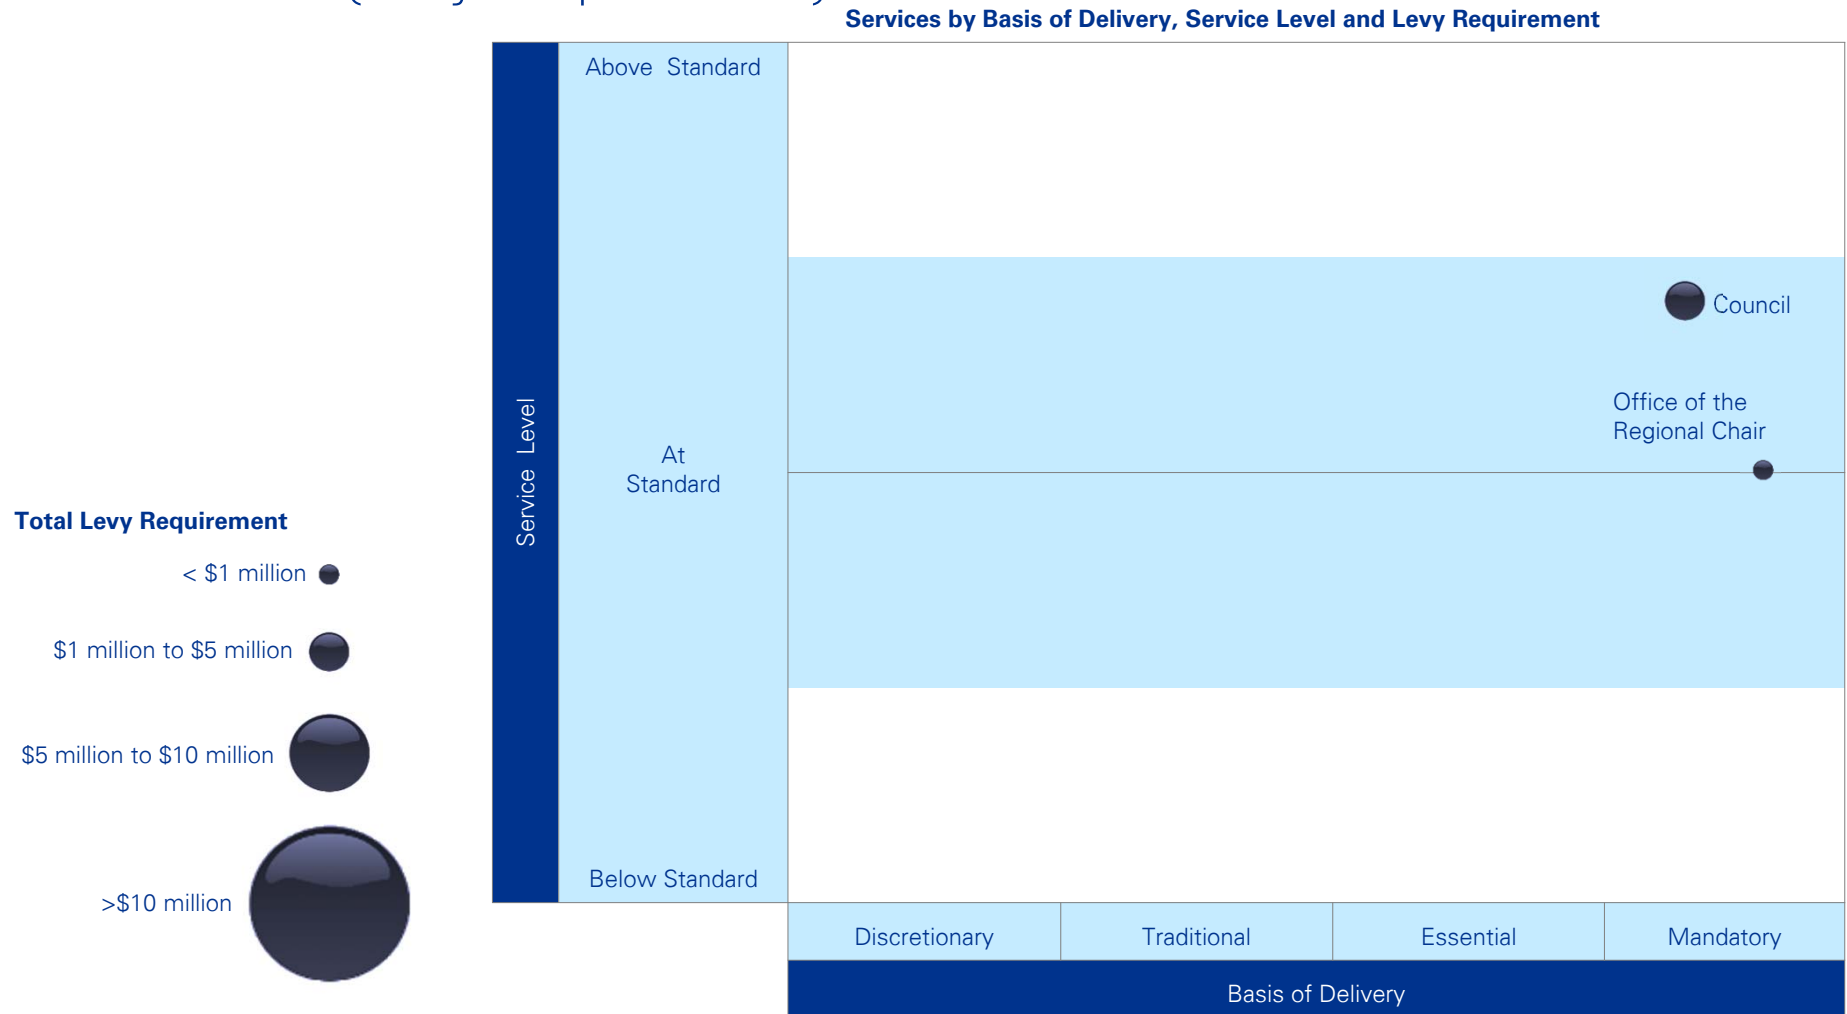 Services by Basis of Delivery, Service Level and Levy Requirement
Above Standard
Council
Office of the
Regional Chair
Service Level
At
Standard
Total Levy Requirement
< $1 million
$1 million to $5 million
$5 million to $10 million
>$10 million
Below Standard
Discretionary
Traditional
Essential
Mandatory
Basis of Delivery